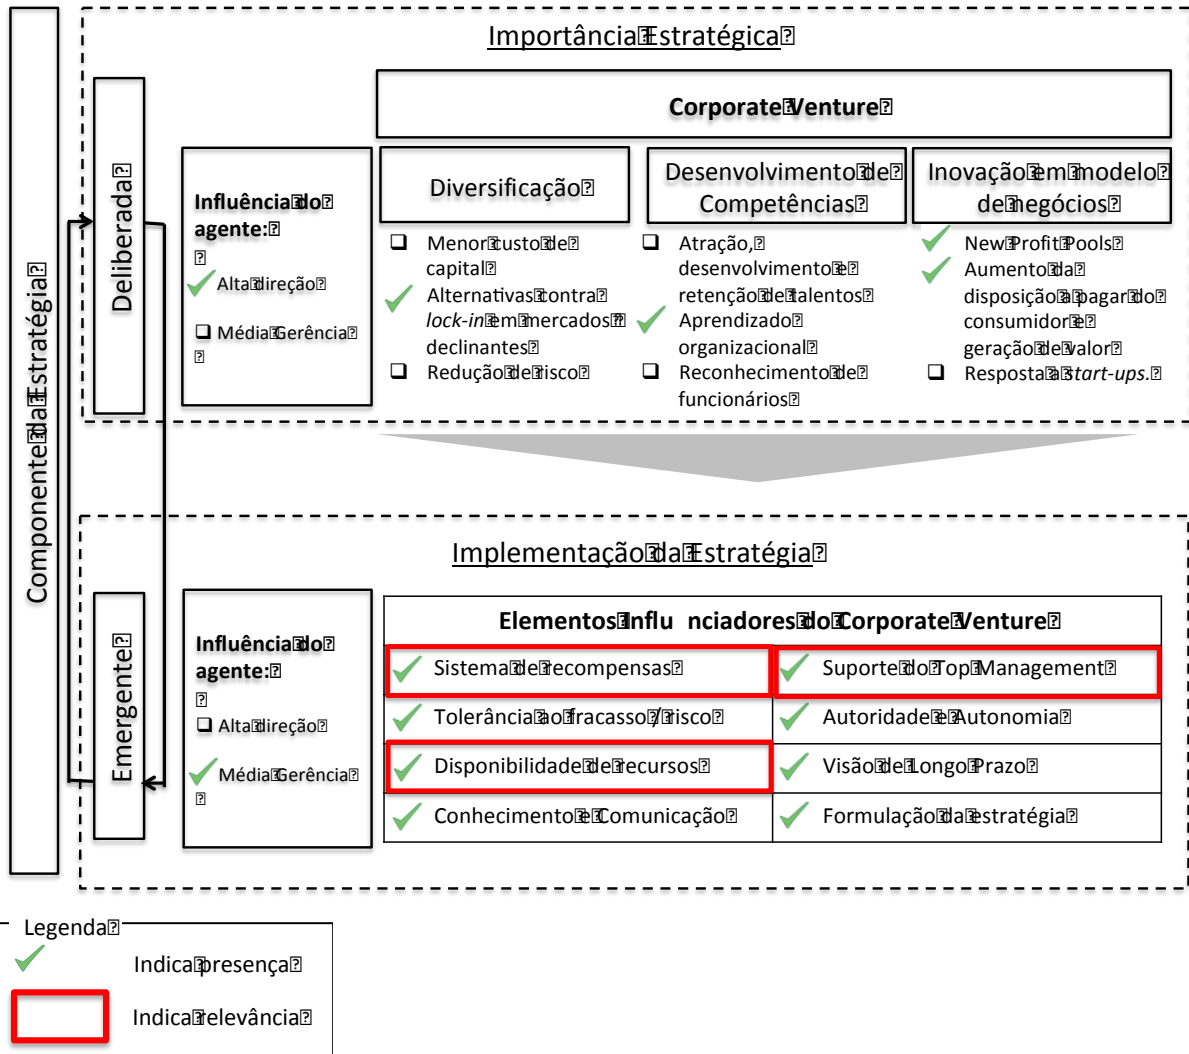 Importância Estratégica
Corporate Venture
Componente da Estratégia
Deliberada
Influência do
agente:
Alta direção
Média Gerência
Diversificação
Menor custo de
capital
Alternativas contra
lock-in em mercados
declinantes
Redução de risco
Desenvolvimento de
Competências
Atração,
desenvolvimento e
retenção de talentos
Aprendizado
organizacional
Reconhecimento de
funcionários
Inovação em modelo
de negócios
New Profit Pools
Aumento da
disposição a pagar do
consumidor e
geração de valor
Resposta a start-ups.
Implementação da Estratégia
Emergente
Influência do
agente:
Alta direção
Média Gerência
Elementos Influ nciadores do Corporate Venture
Sistema de recompensas
Suporte do Top Management
Tolerância ao fracasso / risco
Autoridade e Autonomia
Disponibilidade de recursos
Visão de Longo Prazo
Conhecimento e Comunicação
Formulação da estratégia
Legenda
Indica presença
Indica relevância